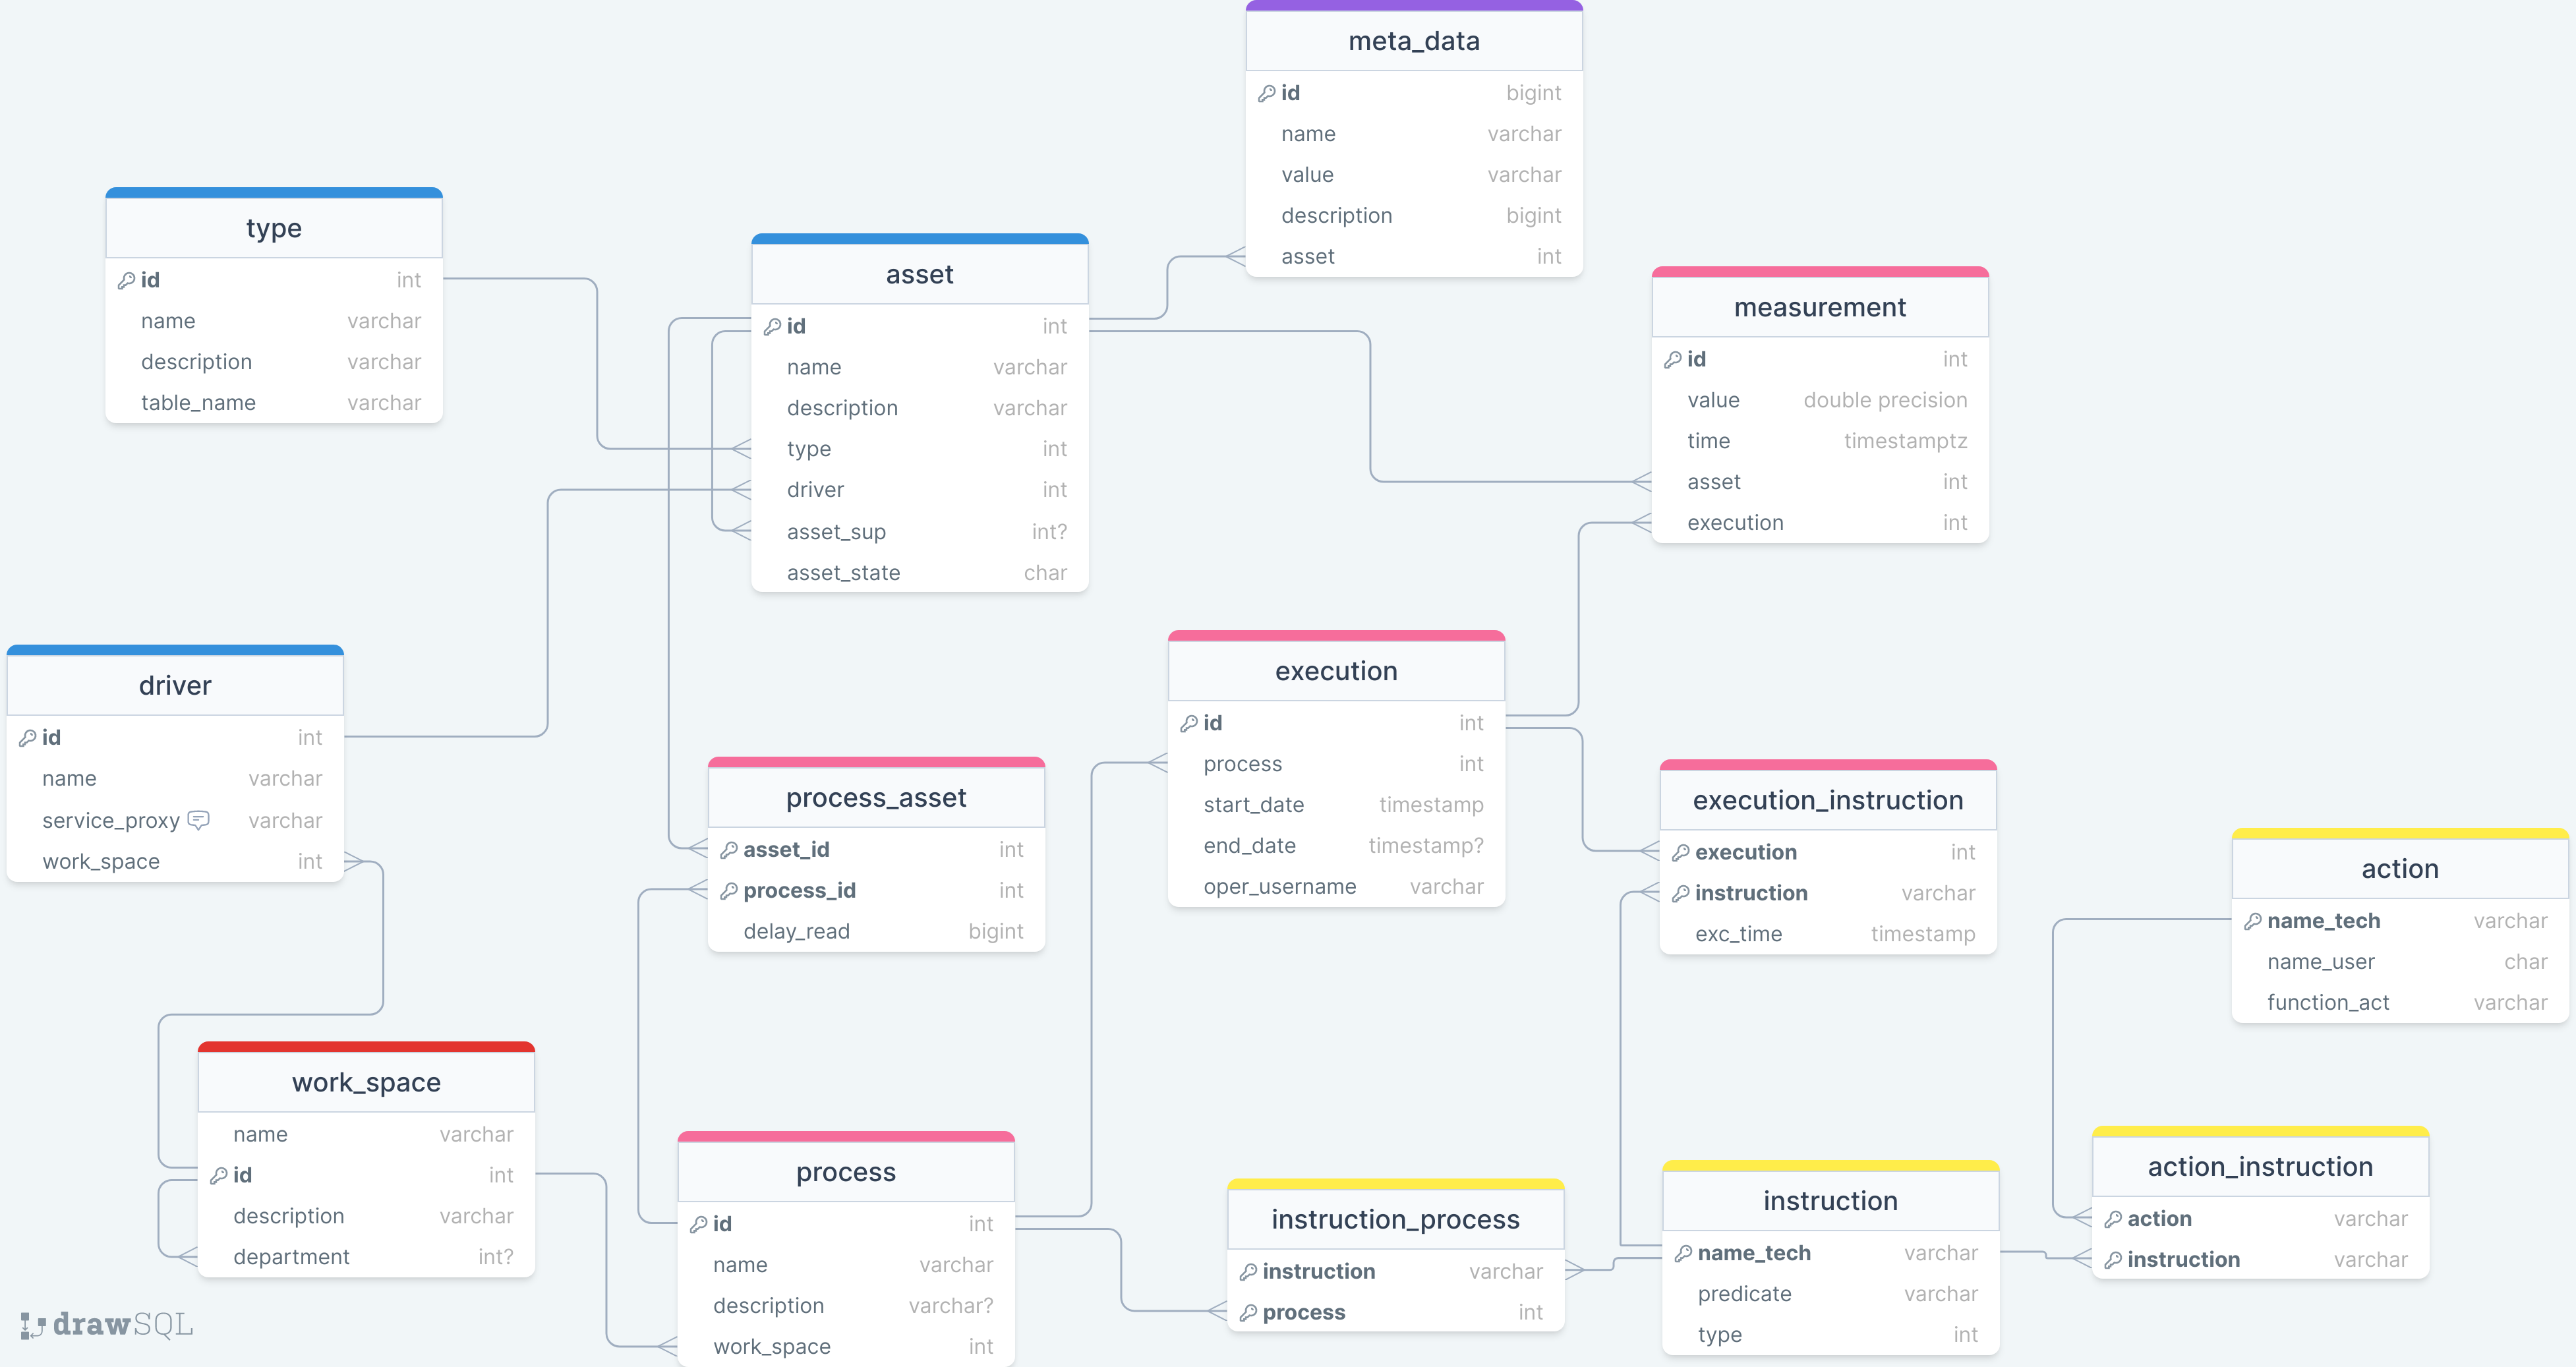 meta_data
id bigint
name varchar
value varchar
description bigint
asset int
type
id int
name varchar
description varchar
table_name varchar
asset
id int
name varchar
description varchar
type int
driver int
asset_sup int?
asset_state char
measurement
id int
value double precision
time timestamptz
asset int
execution int
driver
id int
name varchar
service_proxy varchar
work_space int
execution
id int
process int
start_date timestamp
end_date timestamp?
oper_username varchar
process_asset
asset_id int
process_id int
delay_read bigint
execution_instruction
execution int
instruction varchar
exc_time timestamp
action
name_tech varchar
name_user char
function_act varchar
work_space
name varchar
id int
description varchar
department int?
process
id int
name varchar
description varchar?
work_space int
instruction_process
instruction varchar
process int
instruction
name_tech varchar
predicate varchar
type int
action_instruction
action varchar
instruction varchar
drawSQL